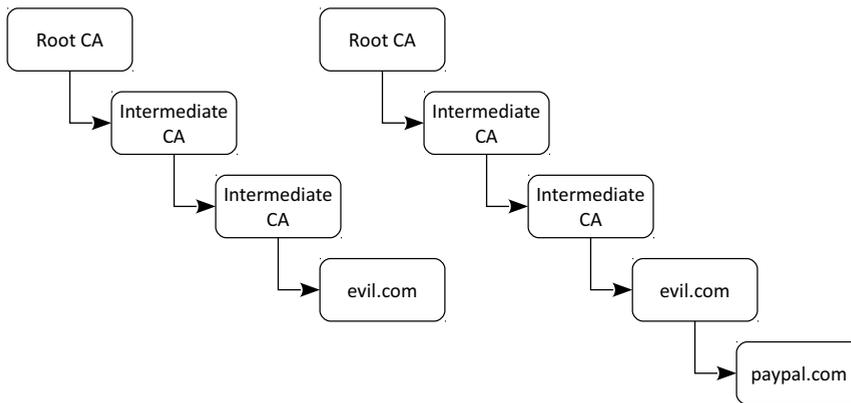 Root CA
Intermediate
CA
Intermediate
CA
evil.com
Root CA
Intermediate
CA
Intermediate
CA
evil.com
paypal.com